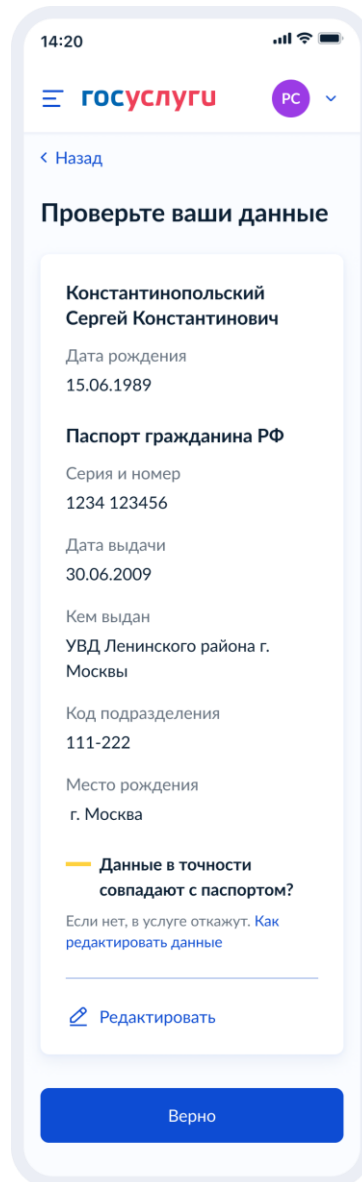 14:20
госуслуги
РС
Назад
Проверьте ваши данные
Константинопольский
Сергей Константинович
Дата рождения
15.06.1989
Паспорт гражданина РФ
Серия и номер
1234 123456
Дата выдачи
30.06.2009
Кем выдан
УВД Ленинского района г.
Москвы
Код подразделения
111-222
Место рождения
г. Москва
Данные в точности
совпадают с паспортом?
Если нет, в услуге откажут. Как
редактировать данные
Редактировать
Верно